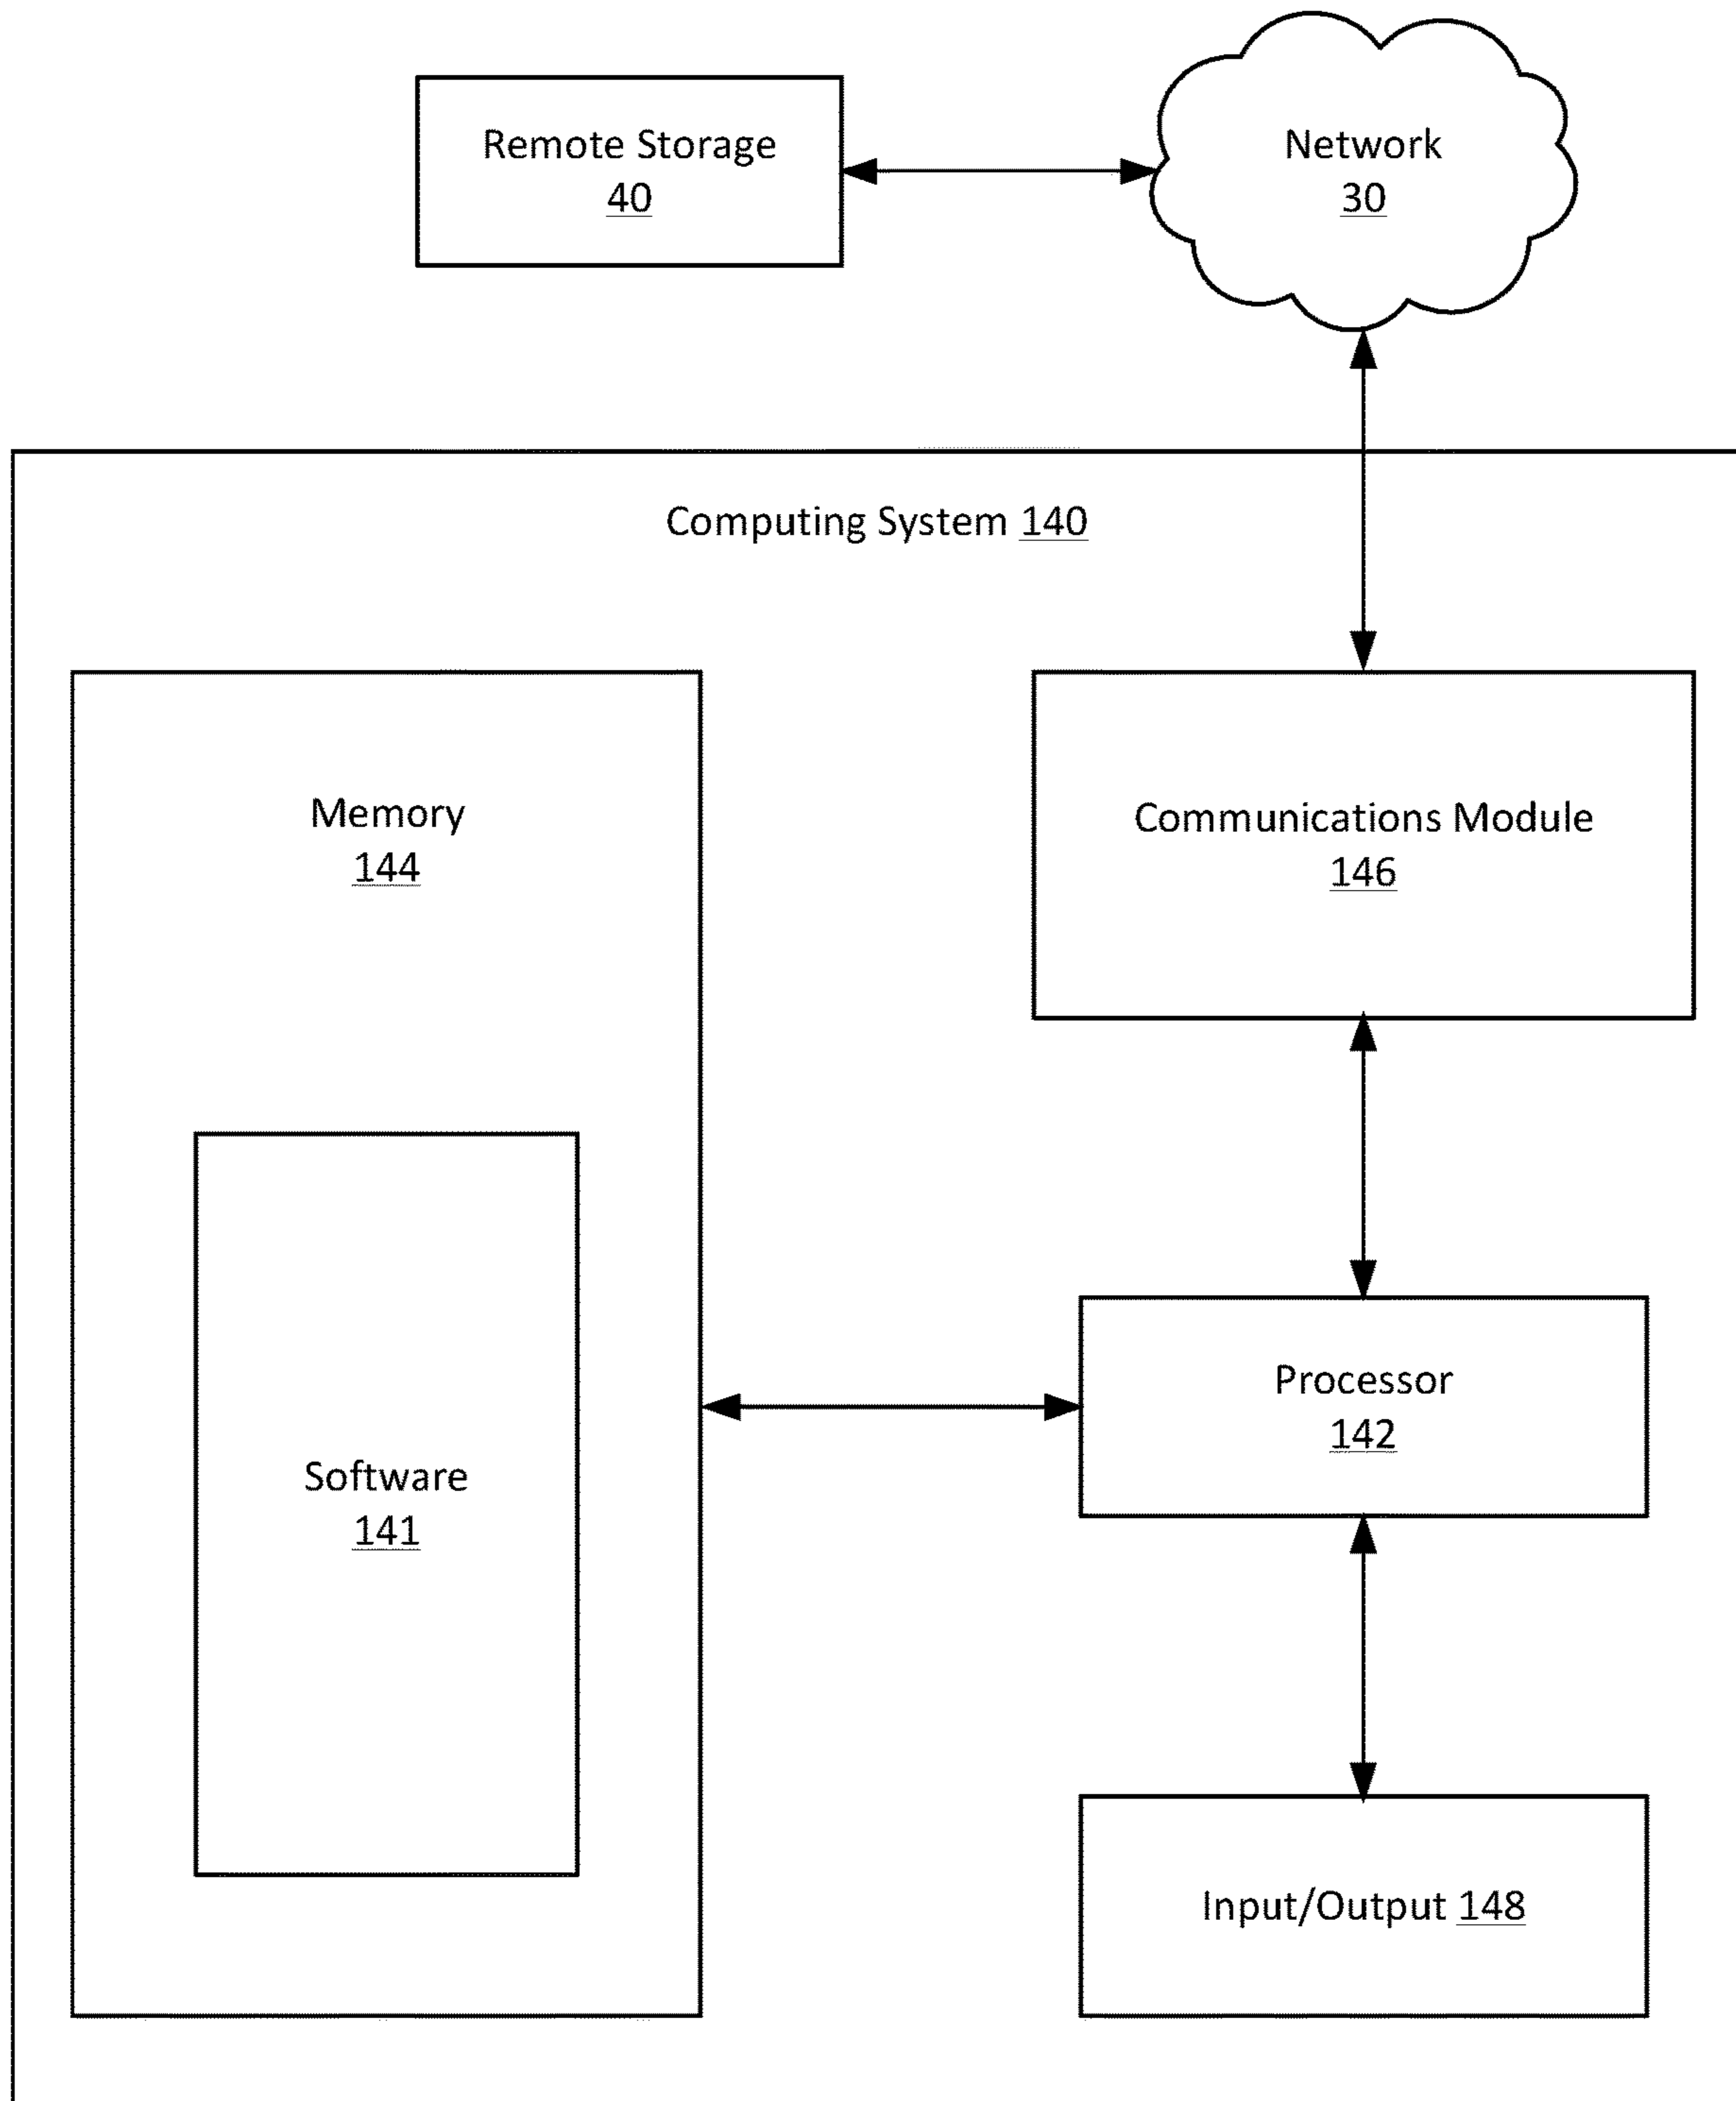 Remote Storage
40
Network
30
Computing System 140
Memory
144
Communications Module
146
Processor
142
Software
141
Input/Output 148